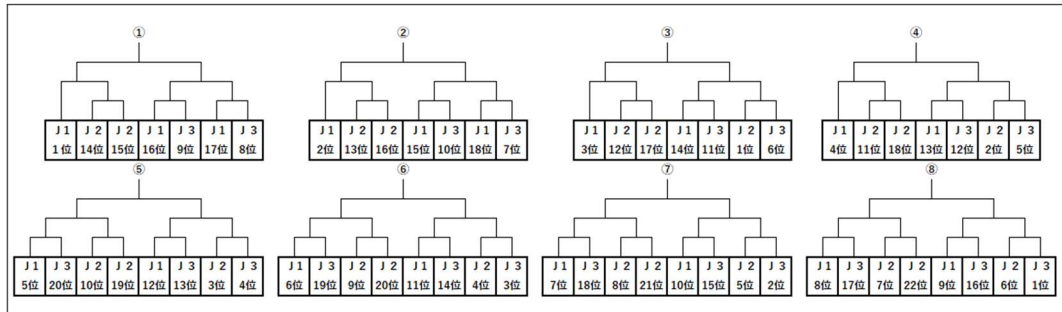 ① ② ③ ④
J1 J2 J2 J1 J3 J1 J3 J1 J2 J2 J1 J3 J1 J3 J1 J2 J2 J1 J3 J2 J3 J1 J2 J2 J1 J3 J2 J3
1位 14位 15位 16位 9位 17位 8位 2位 13位 16位 15位 10位 18位 7位 3位 12位 17位 14位 11位 1位 6位 4位 11位 18位 13位 12位 2位 5位
⑤ ⑥ ⑦ ⑧
J1 J3 J2 J2 J1 J3 J2 J3 J1 J3 J2 J2 J1 J3 J2 J3 J1 J3 J2 J2 J1 J3 J2 J3 J1 J3 J2 J2 J1 J3 J2 J3
5位 20位 10位 19位 12位 13位 3位 4位 6位 19位 9位 20位 11位 14位 4位 3位 7位 18位 8位 21位 10位 15位 5位 2位 8位 17位 7位 22位 9位 16位 6位 1位